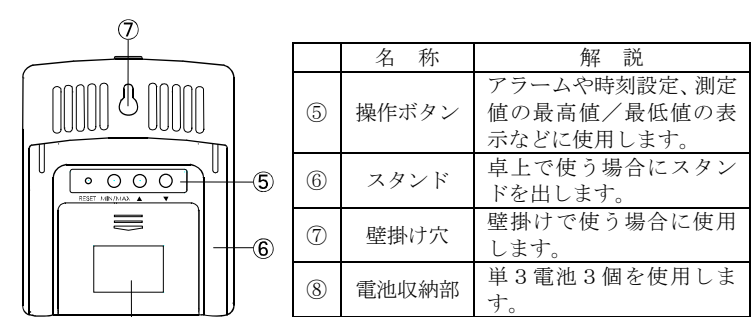 ⑦
⑤
RESET MIN/MAX ▲ ▼
⑥
名 称 解 説
⑤ 操作ボタン アラームや時刻設定、測定
値の最高値／最低値の表
示などに使用します。
⑥ スタンド 卓上で使う場合にスタン
ドを出します。
⑦ 壁掛け穴 壁掛けで使う場合に使用
します。
⑧ 電池収納部 単３電池３個を使用しま
す。